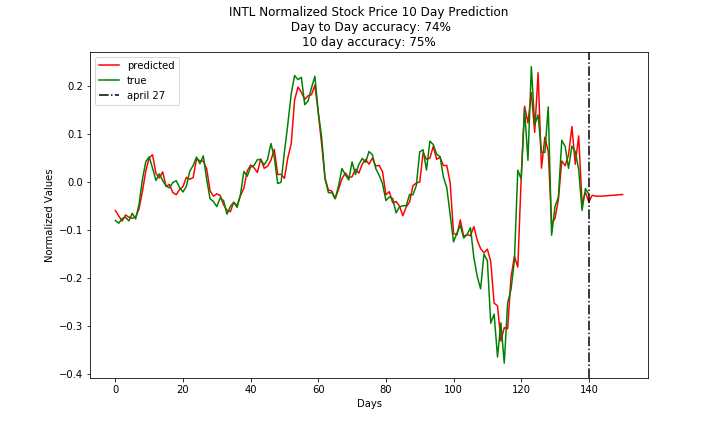 INTL Normalized Stock Price 10 Day Prediction
Day to Day accuracy: 74%
10 day accuracy: 75%
predicted
true
april 27
Normalized Values
0.2
0.1
0.0
−0.1
−0.2
−0.3
−0.4
0 20 40 60 80 100 120 140
Days